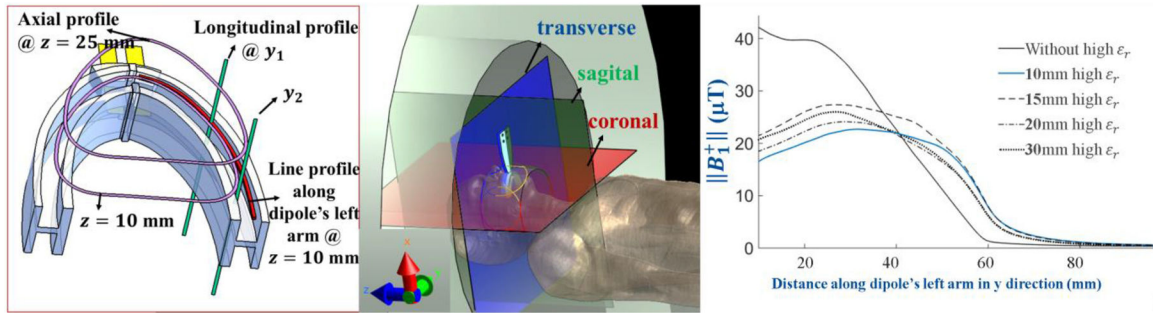 Axial profile
@ z = 25 mm
Longitudinal profile
@ y₁
y₂
Line profile
along
dipole's left
arm @
z = 10 mm
z = 10 mm
transverse
sagital
coronal
x
y
z
||B₁⁺|| (μT)
40
30
20
10
0
20
40
60
80
Without high εᵣ
10mm high εᵣ
15mm high εᵣ
20mm high εᵣ
30mm high εᵣ
Distance along dipole's left arm in y direction (mm)